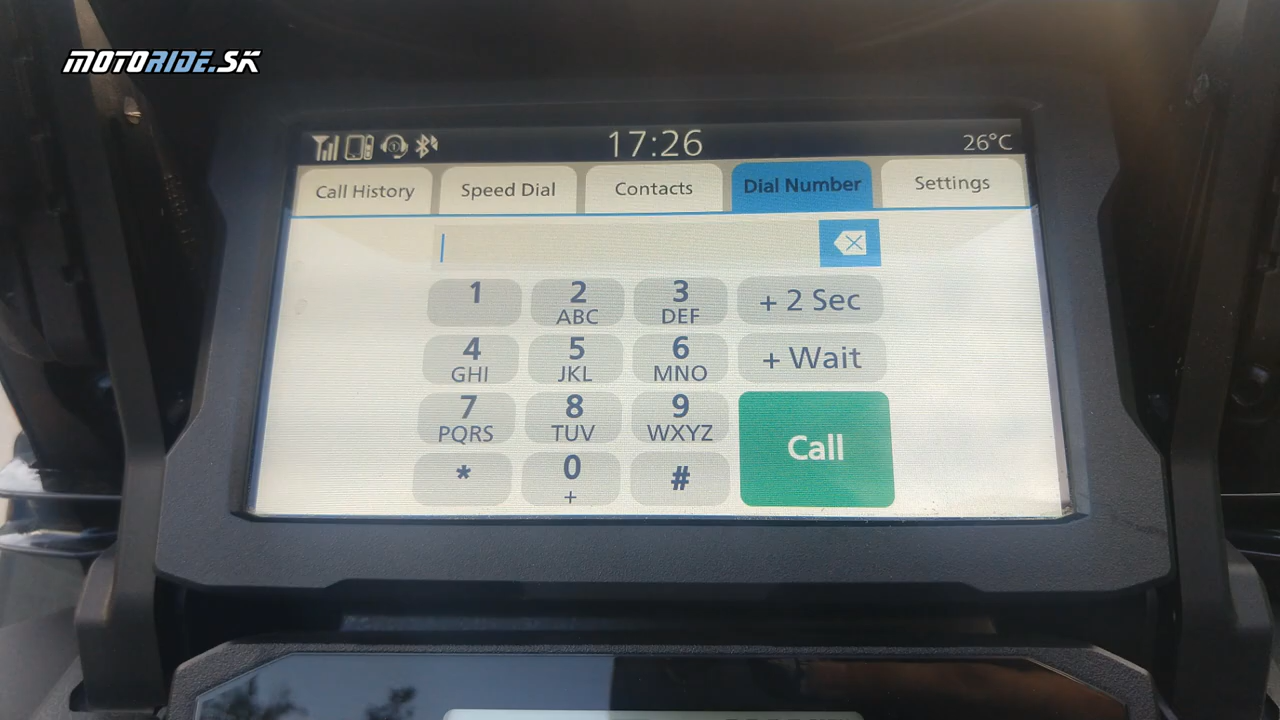 MOTORIDE.SK
17:26
26°C
Call History Speed Dial Contacts Dial Number Settings
1 2 3 + 2 Sec
ABC DEF
4 5 6 + Wait
GHI JKL MNO
7 8 9
PQRS TUV WXYZ Call
* 0 #
+